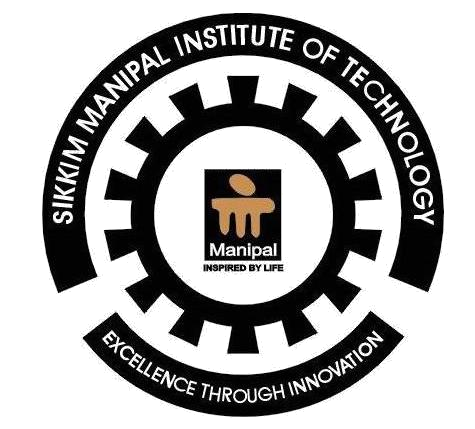 SIKKIM MANIPAL INSTITUTE OF TECHNOLOGY
Manipal
INSPIRED BY LIFE
EXCELLENCE THROUGH INNOVATION